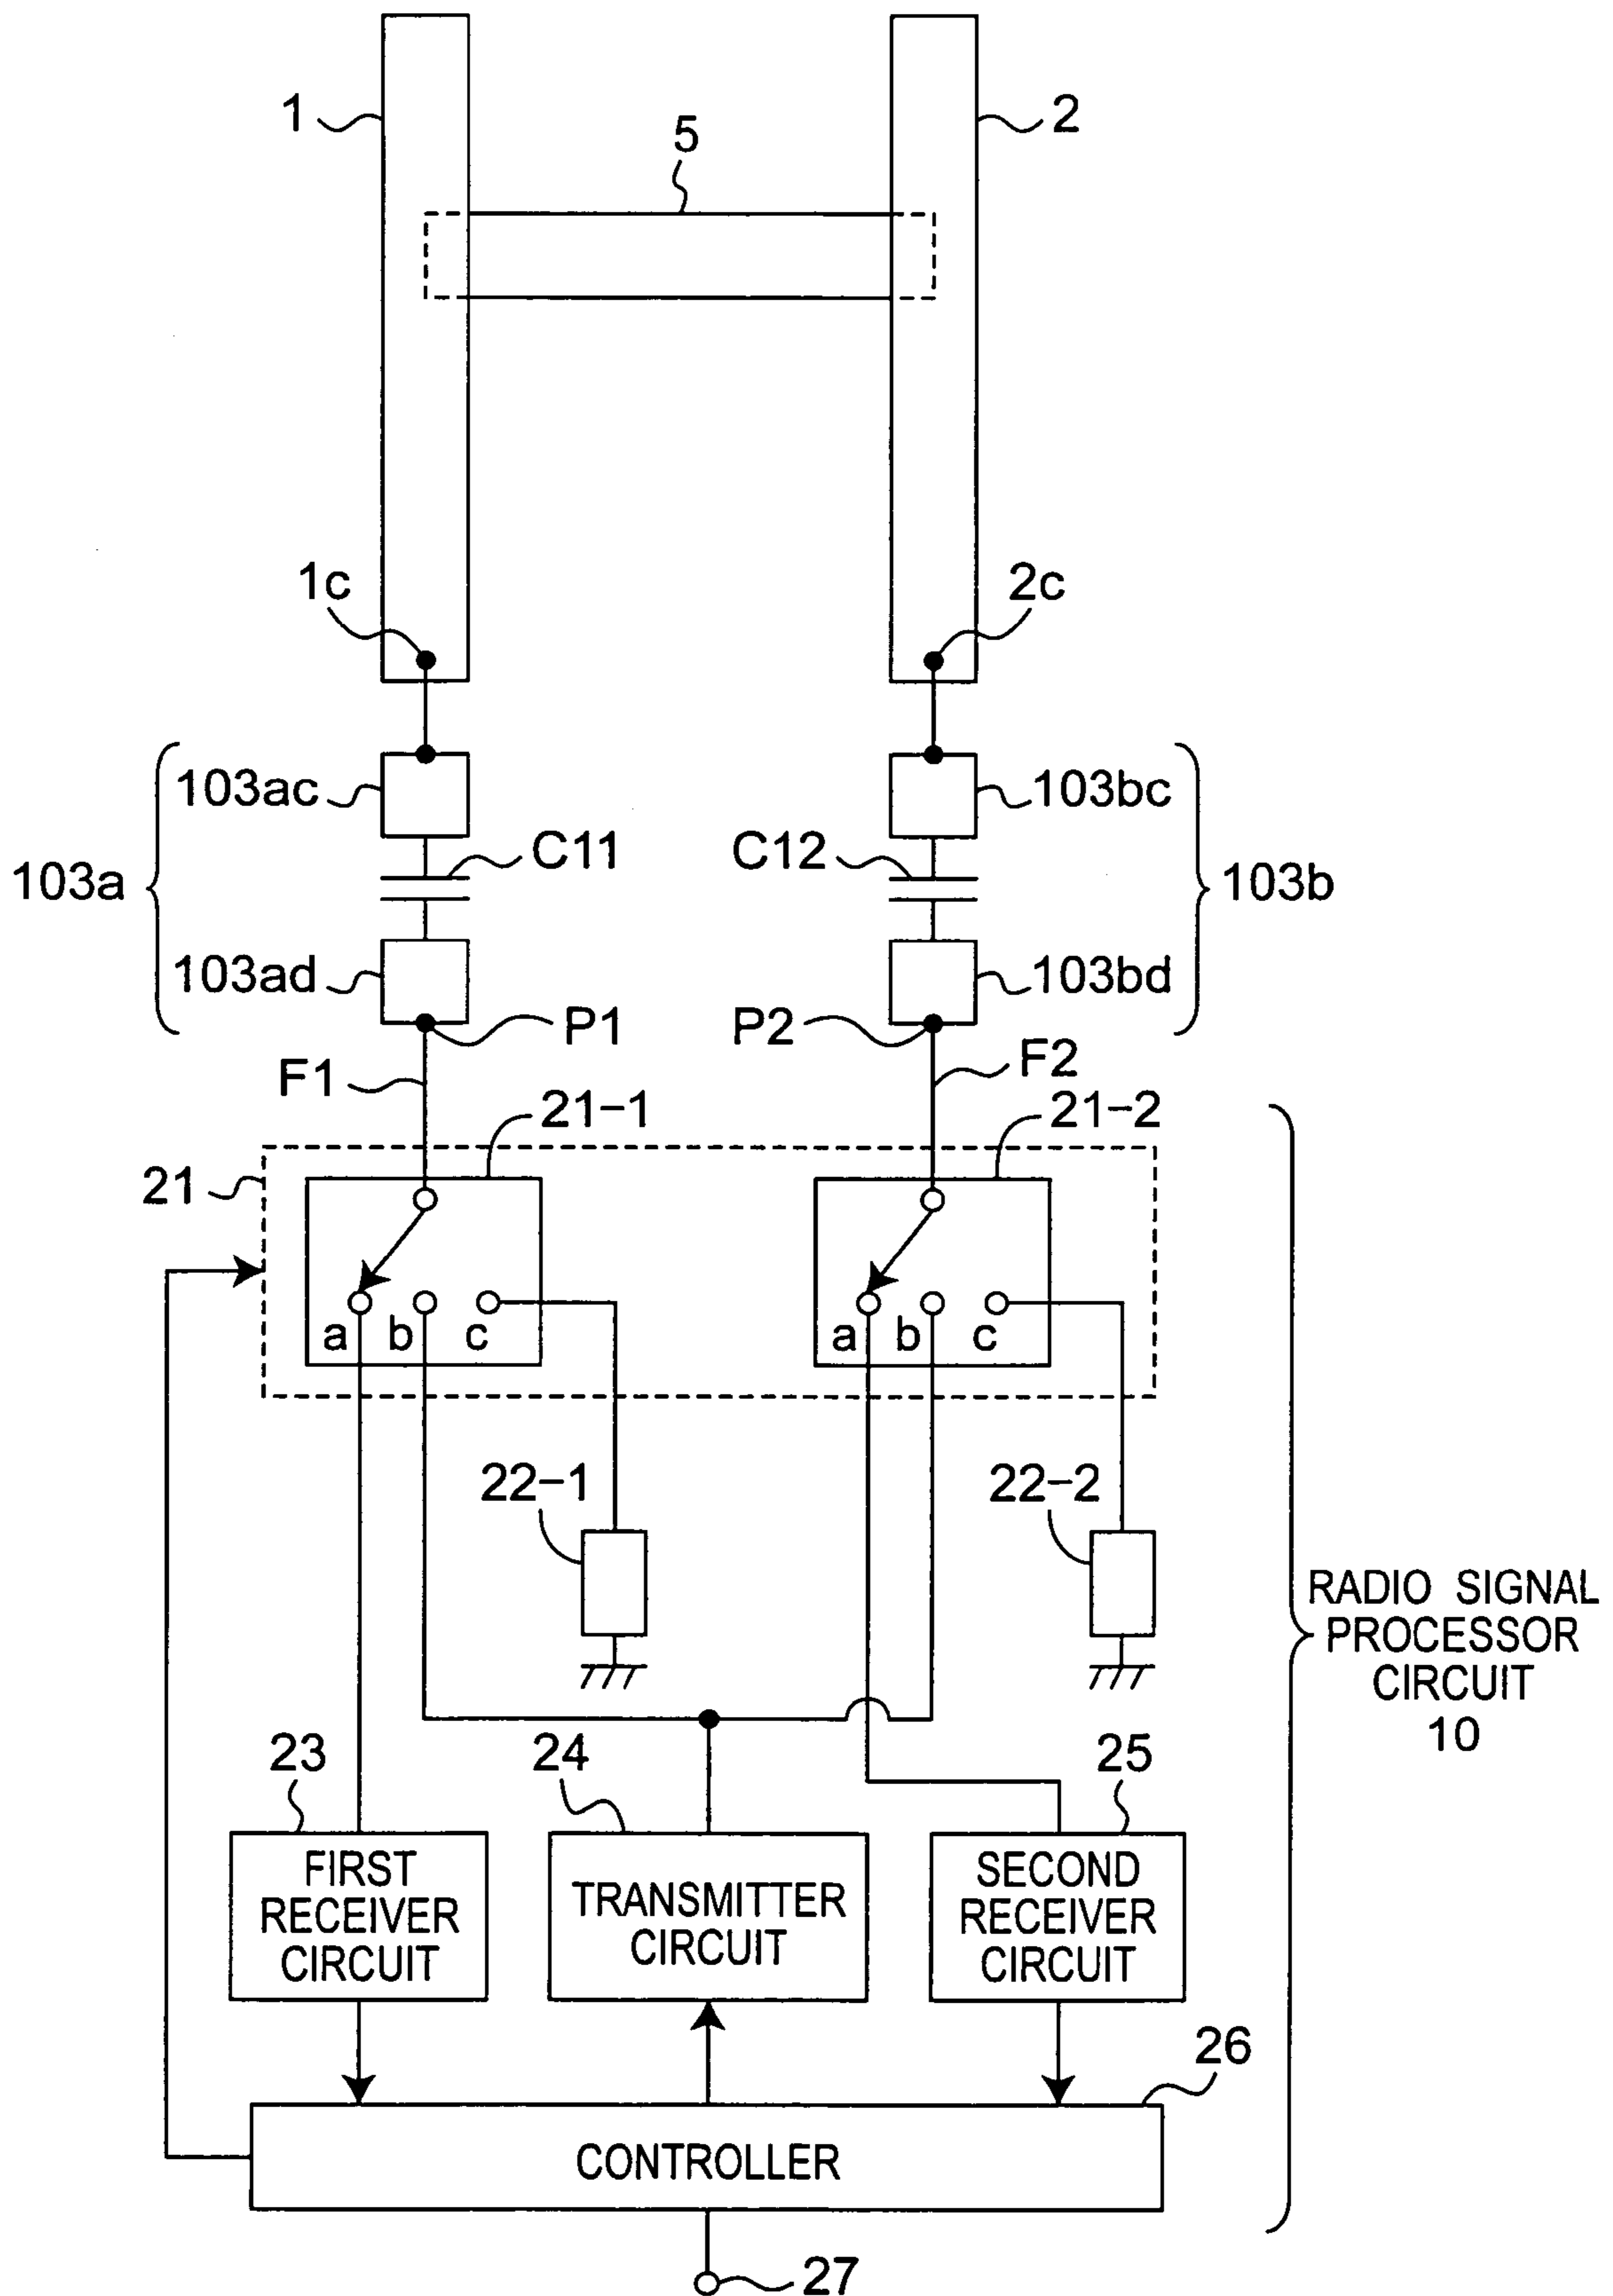 1
2
5
1c
2c
103ac
103bc
C11
C12
103a
103b
103ad
103bd
P1
P2
F1
F2
21-1
21-2
21
a
b
c
a
b
c
22-1
22-2
RADIO SIGNAL
PROCESSOR
CIRCUIT
10
23
24
25
FIRST
RECEIVER
CIRCUIT
TRANSMITTER
CIRCUIT
SECOND
RECEIVER
CIRCUIT
26
CONTROLLER
27